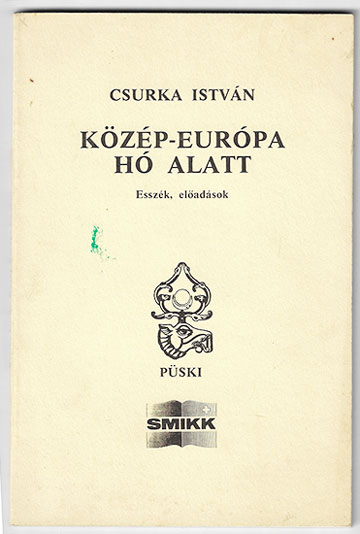 CSURKA ISTVÁN
KÖZÉP-EURÓPA
HÓ ALATT
Esszék, előadások
PÜSKI
SMIKK